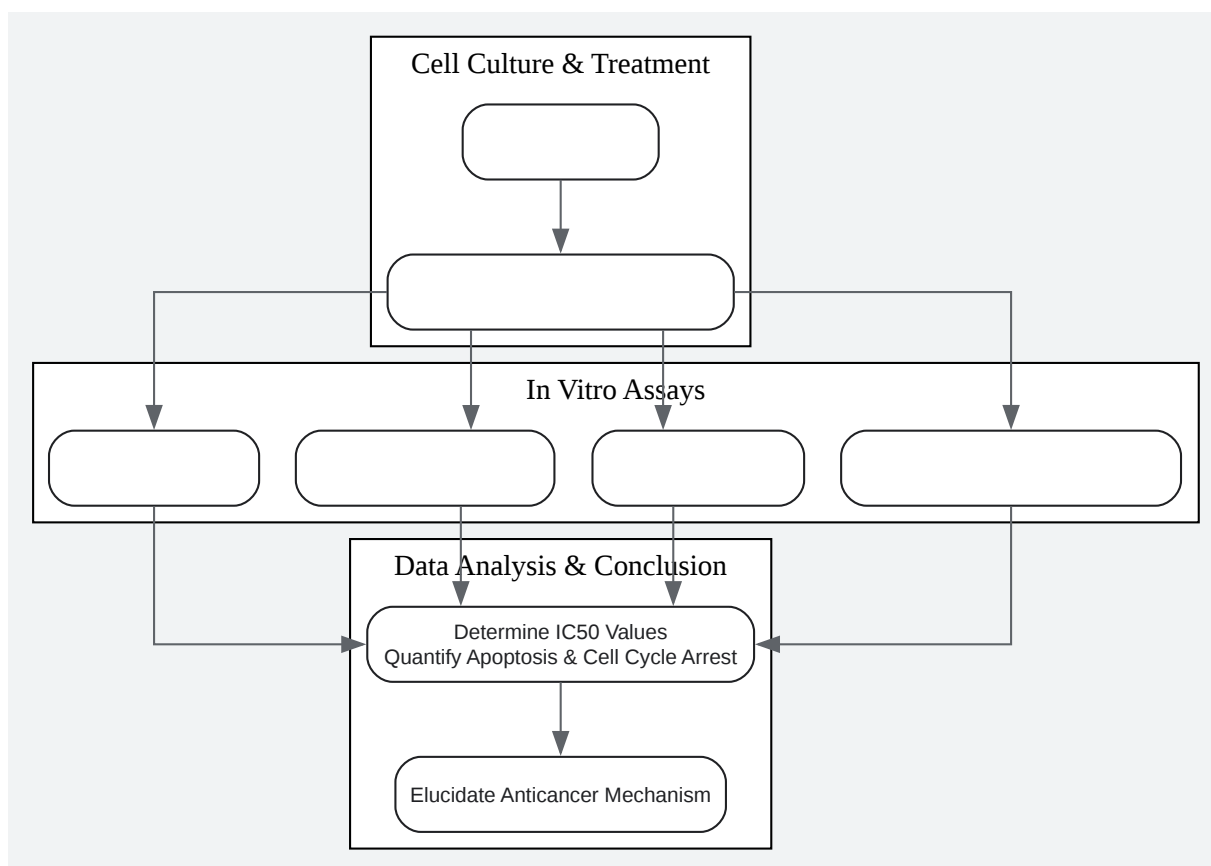 Cell Culture & Treatment
In Vitro Assays
Data Analysis & Conclusion
Determine IC50 Values
Quantify Apoptosis & Cell Cycle Arrest
Elucidate Anticancer Mechanism